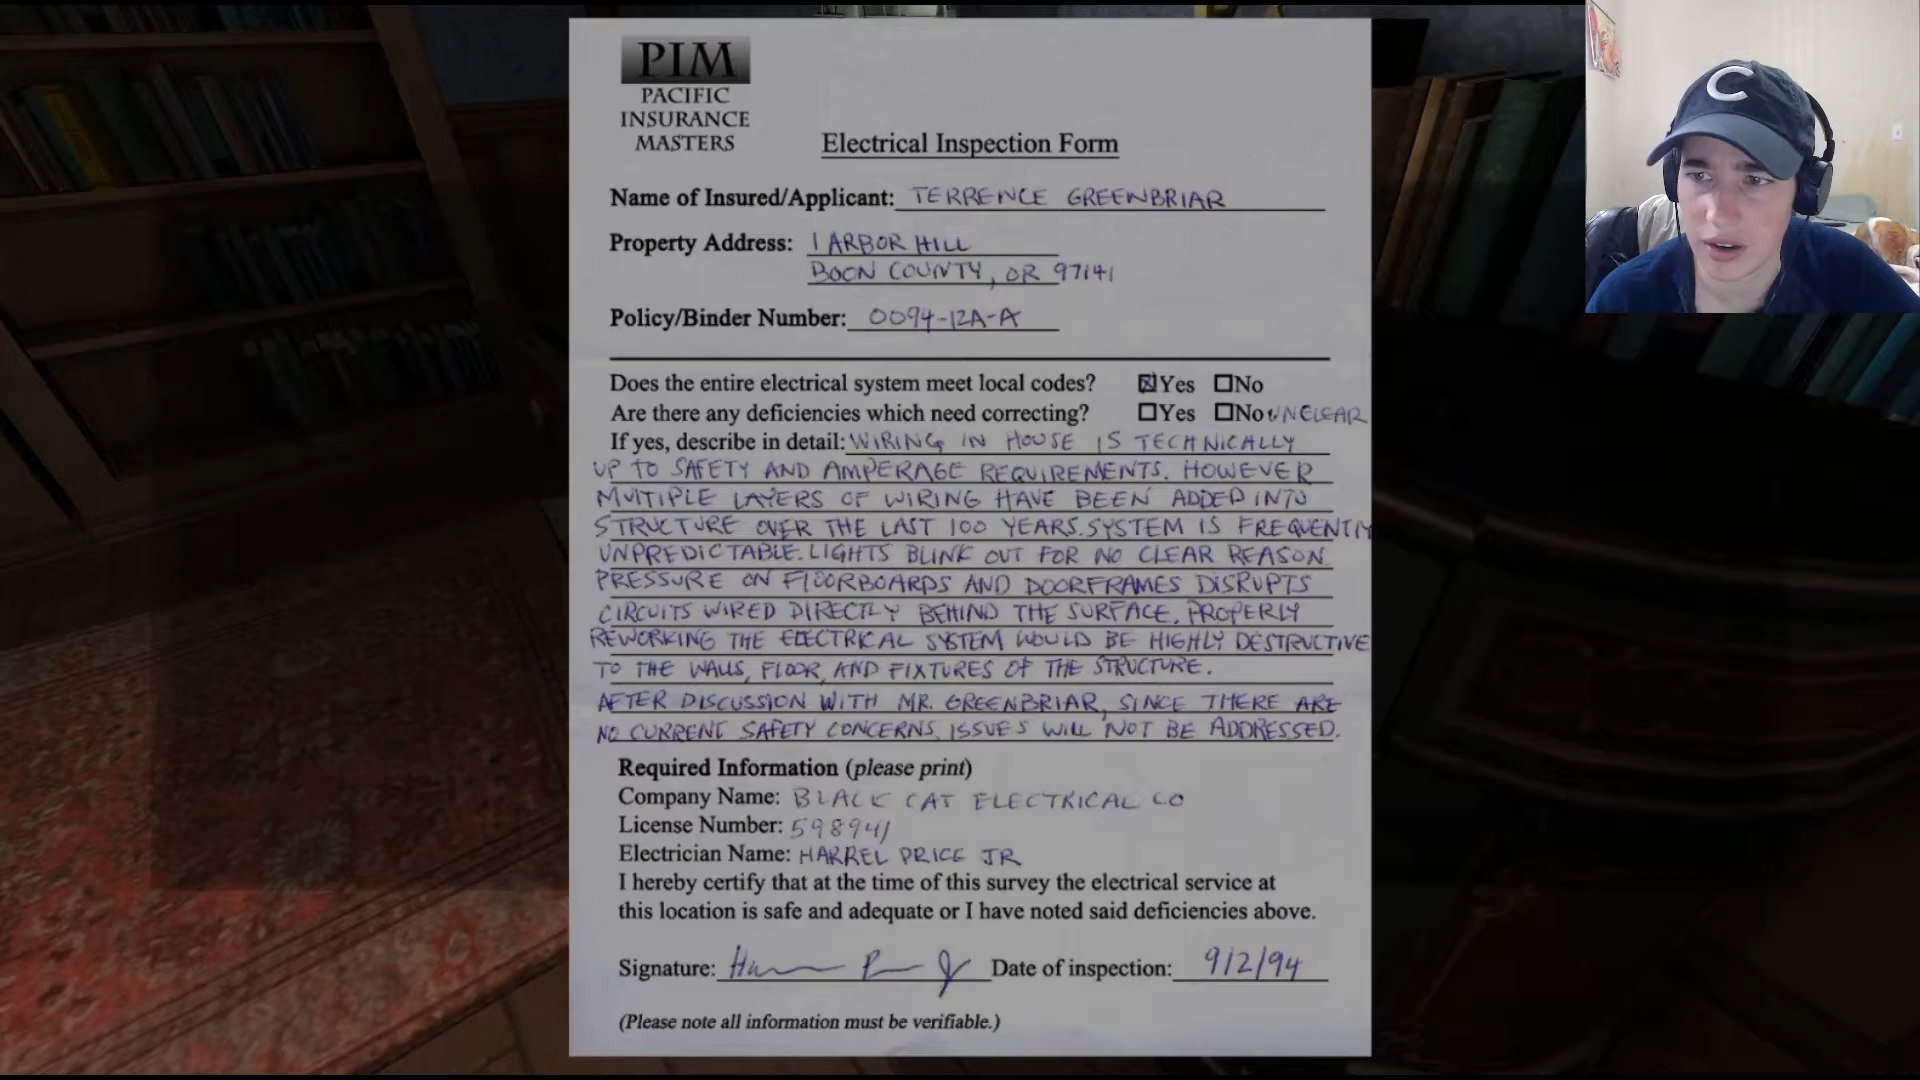 PIM
PACIFIC
INSURANCE
MASTERS
Electrical Inspection Form
Name of Insured/Applicant: TERRENCE GREENBRIAR
Property Address: 1 ARBOR HILL
BOON COUNTY, OR 97141
Policy/Binder Number: 0094-12A-A
Does the entire electrical system meet local codes? ☒Yes ☐No
Are there any deficiencies which need correcting? ☐Yes ☐No UNCLEAR
If yes, describe in detail: WIRING IN HOUSE IS TECHNICALLY
UP TO SAFETY AND AMPERAGE REQUIREMENTS. HOWEVER
MULTIPLE LAYERS OF WIRING HAVE BEEN ADDED INTO
STRUCTURE OVER THE LAST 100 YEARS. SYSTEM IS FREQUENTLY
UNPREDICTABLE. LIGHTS BLINK OUT FOR NO CLEAR REASON
PRESSURE ON FLOORBOARDS AND DOORFRAMES DISRUPTS
CIRCUITS WIRED DIRECTLY BEHIND THE SURFACE. PROPERLY
REWORKING THE ELECTRICAL SYSTEM WOULD BE HIGHLY DESTRUCTIVE
TO THE WALLS, FLOOR, AND FIXTURES OF THE STRUCTURE.
AFTER DISCUSSION WITH MR. GREENBRIAR, SINCE THERE ARE
NO CURRENT SAFETY CONCERNS, ISSUES WILL NOT BE ADDRESSED.
Required Information (please print)
Company Name: BLACK CAT ELECTRICAL CO
License Number: 598941
Electrician Name: HARREL PRICE JR
I hereby certify that at the time of this survey the electrical service at
this location is safe and adequate or I have noted said deficiencies above.
Signature: Date of inspection: 9/2/94
(Please note all information must be verifiable.)
C